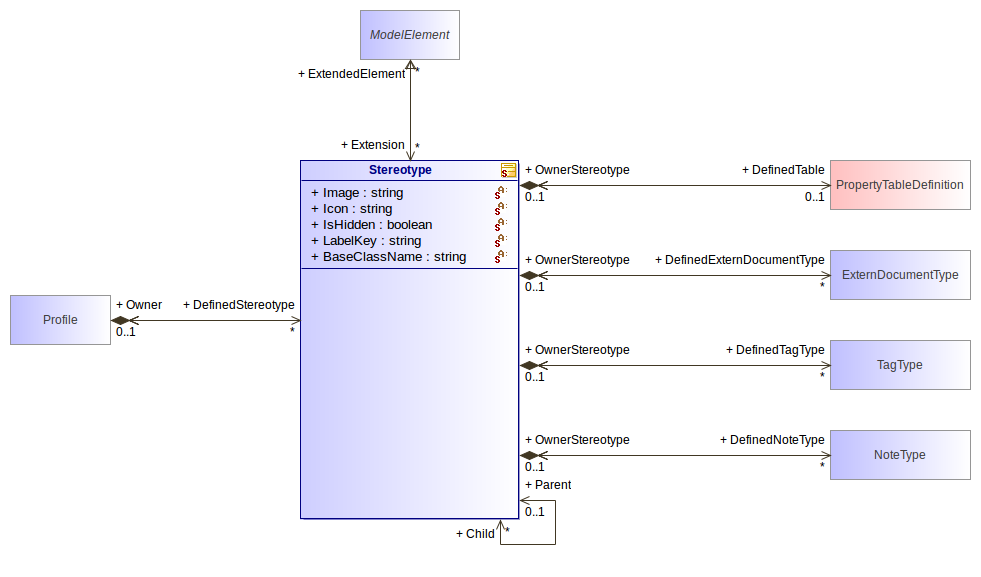 ModelElement
+ ExtendedElement
*
+ Extension
*
Stereotype
+ Image : string
+ Icon : string
+ IsHidden : boolean
+ LabelKey : string
+ BaseClassName : string
+ OwnerStereotype
0..1
+ DefinedTable
0..1
PropertyTableDefinition
+ OwnerStereotype
0..1
+ DefinedExternDocumentType
*
ExternDocumentType
Profile
+ Owner
0..1
+ DefinedStereotype
*
+ OwnerStereotype
0..1
+ DefinedTagType
*
TagType
+ OwnerStereotype
0..1
+ DefinedNoteType
*
NoteType
+ Parent
0..1
+ Child
*